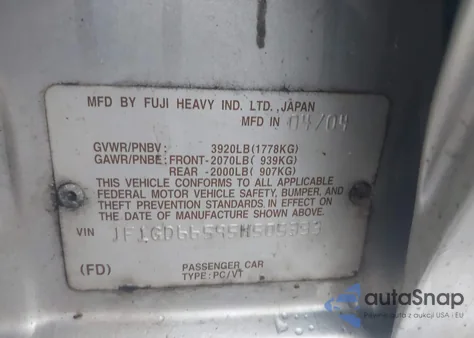 MFD BY FUJI HEAVY IND. LTD., JAPAN
MFD IN 04/04
GVWR/PNBV: 3920LB(1778KG)
GAWR/PNBE: FRONT-2070LB( 939KG)
REAR -2000LB( 907KG)
THIS VEHICLE CONFORMS TO ALL APPLICABLE
FEDERAL MOTOR VEHICLE SAFETY, BUMPER, AND
THEFT PREVENTION STANDARDS IN EFFECT ON
THE DATE OF MANUFACTURE SHOWN ABOVE.
VIN
(FD)
PASSENGER CAR
TYPE: PC/VT
autoSnap